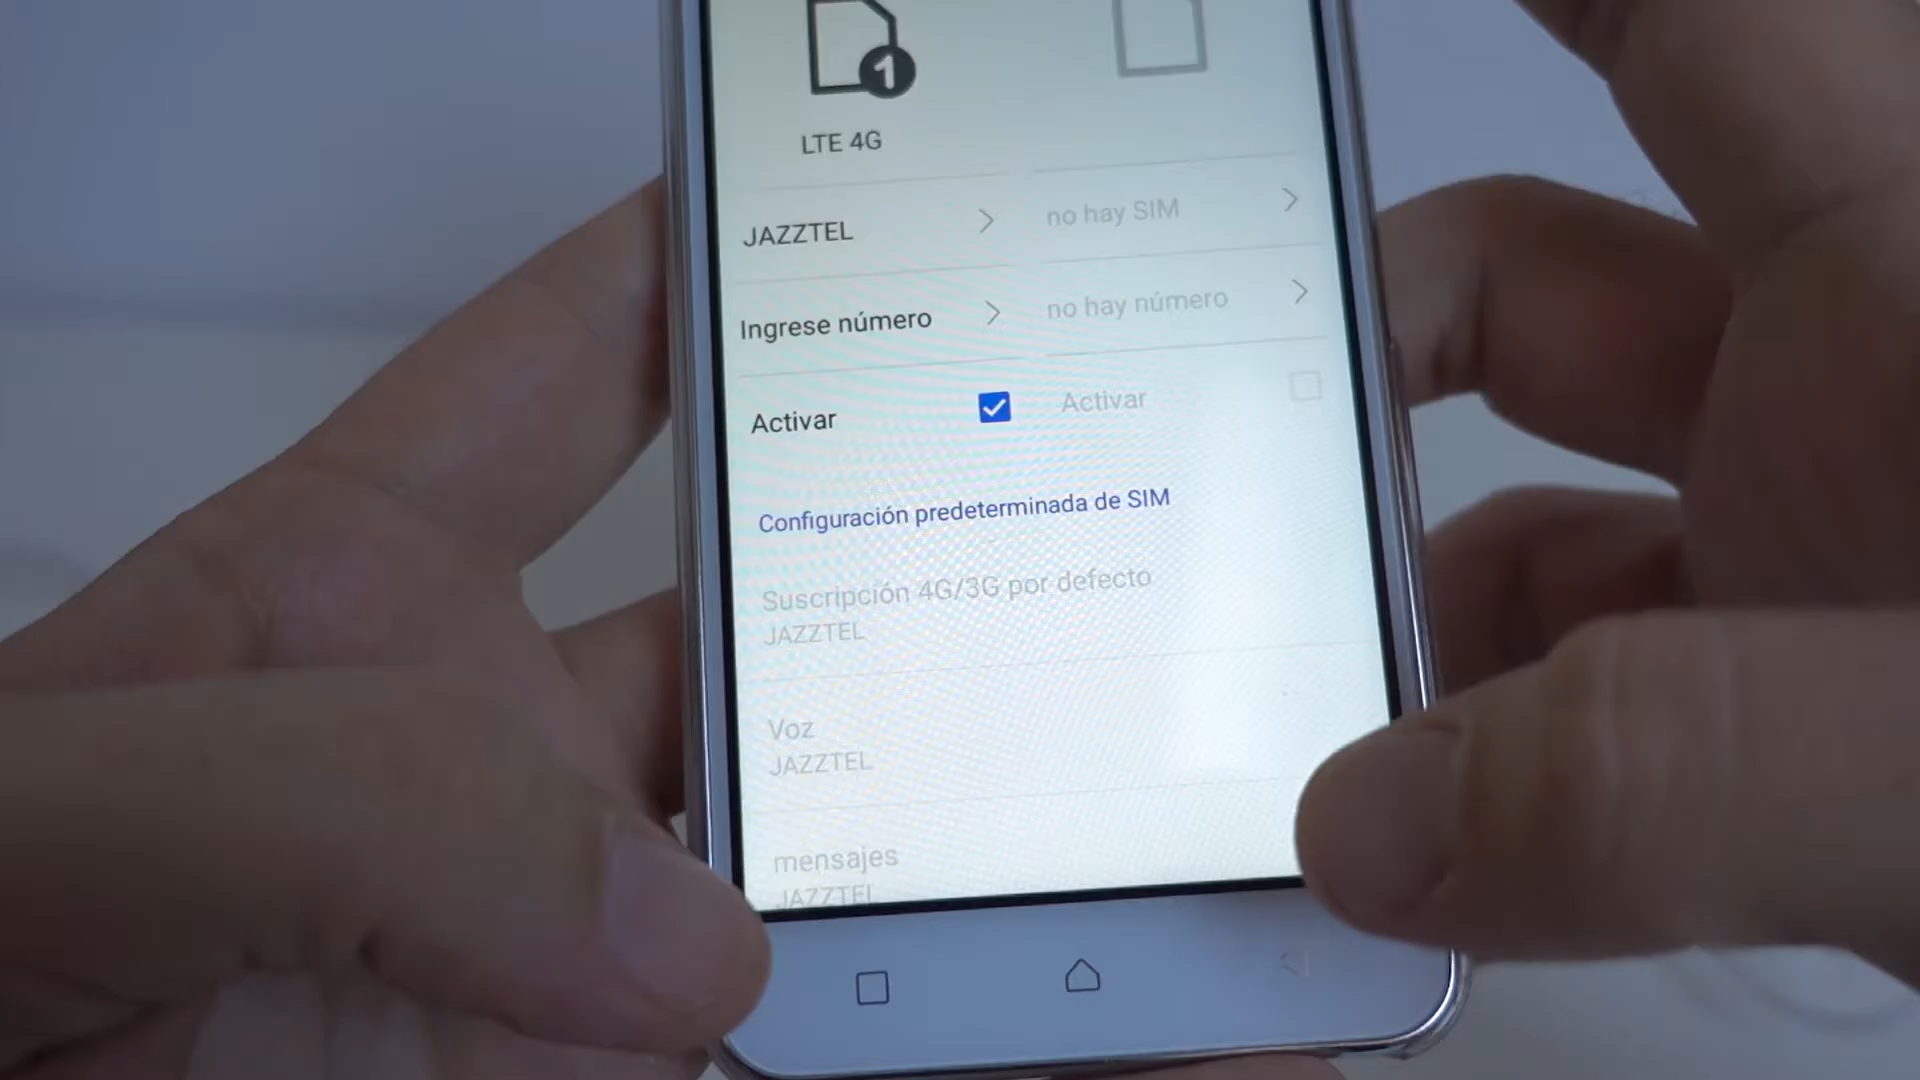 1
LTE 4G
JAZZTEL
no hay SIM
Ingrese número
no hay número
Activar
Activar
Configuración predeterminada de SIM
Suscripción 4G/3G por defecto
JAZZTEL
Voz
JAZZTEL
mensajes
JAZZTEL